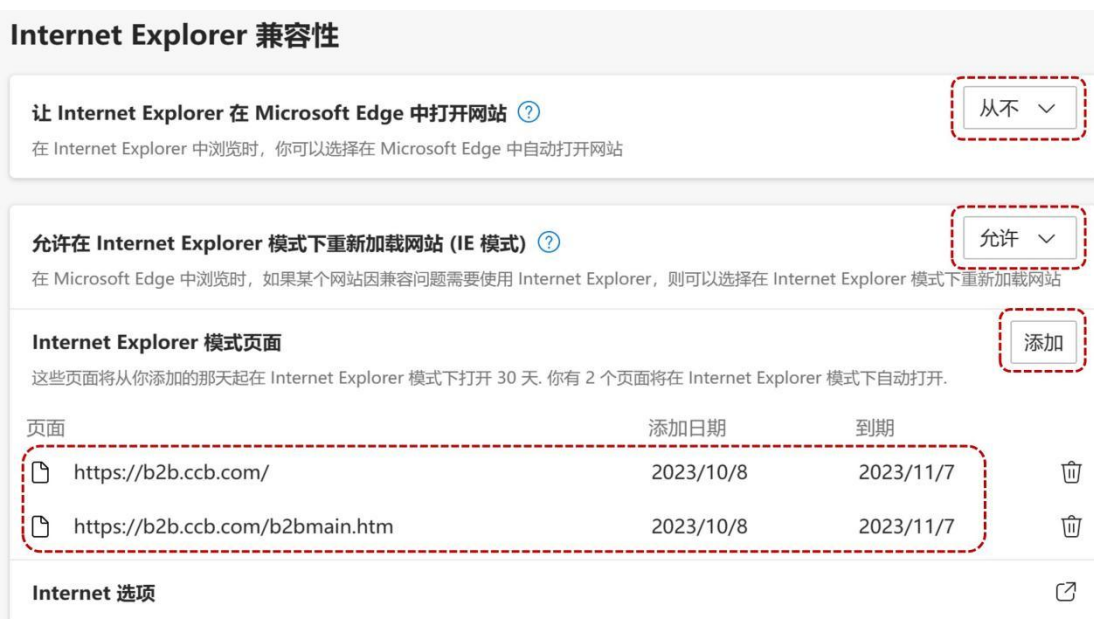 Internet Explorer 兼容性
让 Internet Explorer 在 Microsoft Edge 中打开网站 ?
从不
在 Internet Explorer 中浏览时，你可以选择在 Microsoft Edge 中自动打开网站
允许在 Internet Explorer 模式下重新加载网站 (IE 模式) ?
允许
在 Microsoft Edge 中浏览时，如果某个网站因兼容问题需要使用 Internet Explorer，则可以选择在 Internet Explorer 模式下重新加载网站
Internet Explorer 模式页面
添加
这些页面将从你添加的那天起在 Internet Explorer 模式下打开 30 天. 你有 2 个页面将在 Internet Explorer 模式下自动打开.
页面 添加日期 到期
https://b2b.ccb.com/ 2023/10/8 2023/11/7
https://b2b.ccb.com/b2bmain.htm 2023/10/8 2023/11/7
Internet 选项